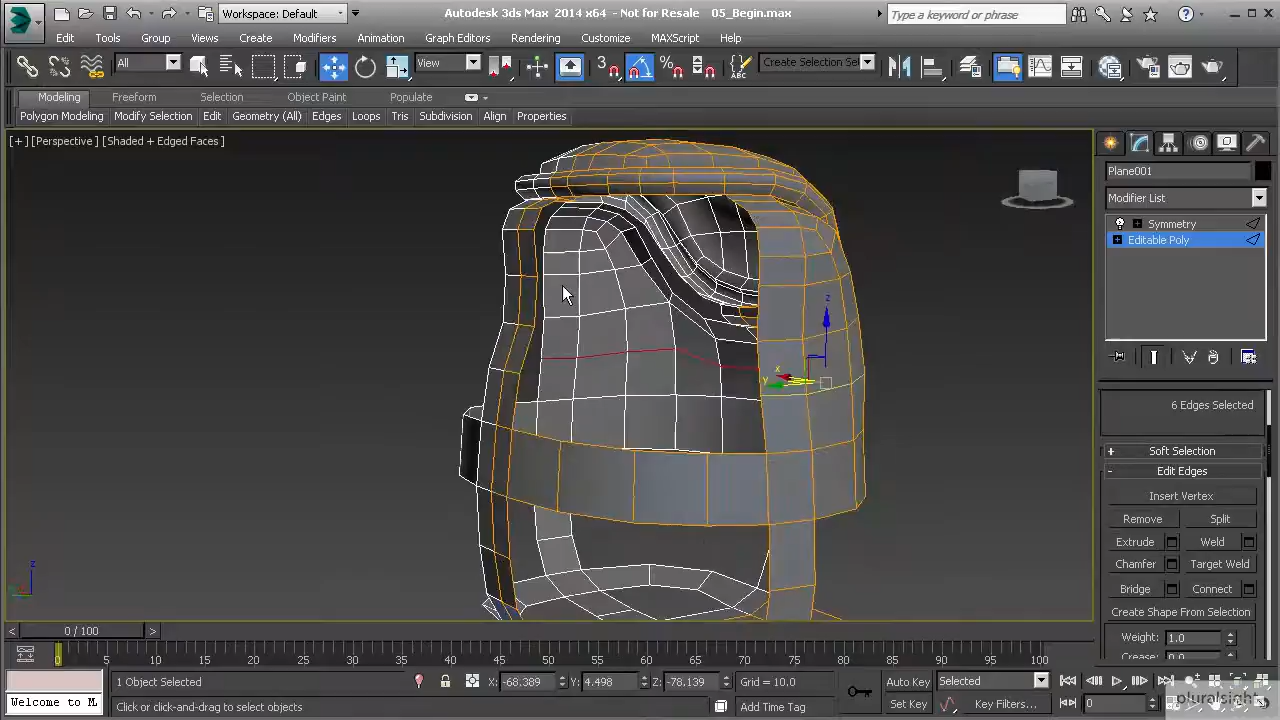 Workspace: Default
Autodesk 3ds Max 2014 x64 - Not for Resale 05_Begin.max
Type a keyword or phrase
Edit Tools Group Views Create Modifiers Animation Graph Editors Rendering Customize MAXScript Help
All View 3 % ABC Create Selection Se
Modeling Freeform Selection Object Paint Populate
Polygon Modeling Modify Selection Edit Geometry (All) Edges Loops Tris Subdivision Align Properties
[+] [Perspective] [Shaded + Edged Faces]
Plane001
Modifier List
Symmetry
Editable Poly
z
x
y
6 Edges Selected
+ Soft Selection
- Edit Edges
Insert Vertex
Remove Split
Extrude Weld
Chamfer Target Weld
Bridge Connect
Create Shape From Selection
Weight: 1.0
Crease: 0.0
z
< 0 / 100 >
0 5 10 15 20 25 30 35 40 45 50 55 60 65 70 75 80 85 90 95 100
1 Object Selected X: -68.389 Y: 4.498 Z: -78.139 Grid = 10.0 Auto Key Selected
Welcome to M Click or click-and-drag to select objects Add Time Tag Set Key Key Filters... 0
pluralsight